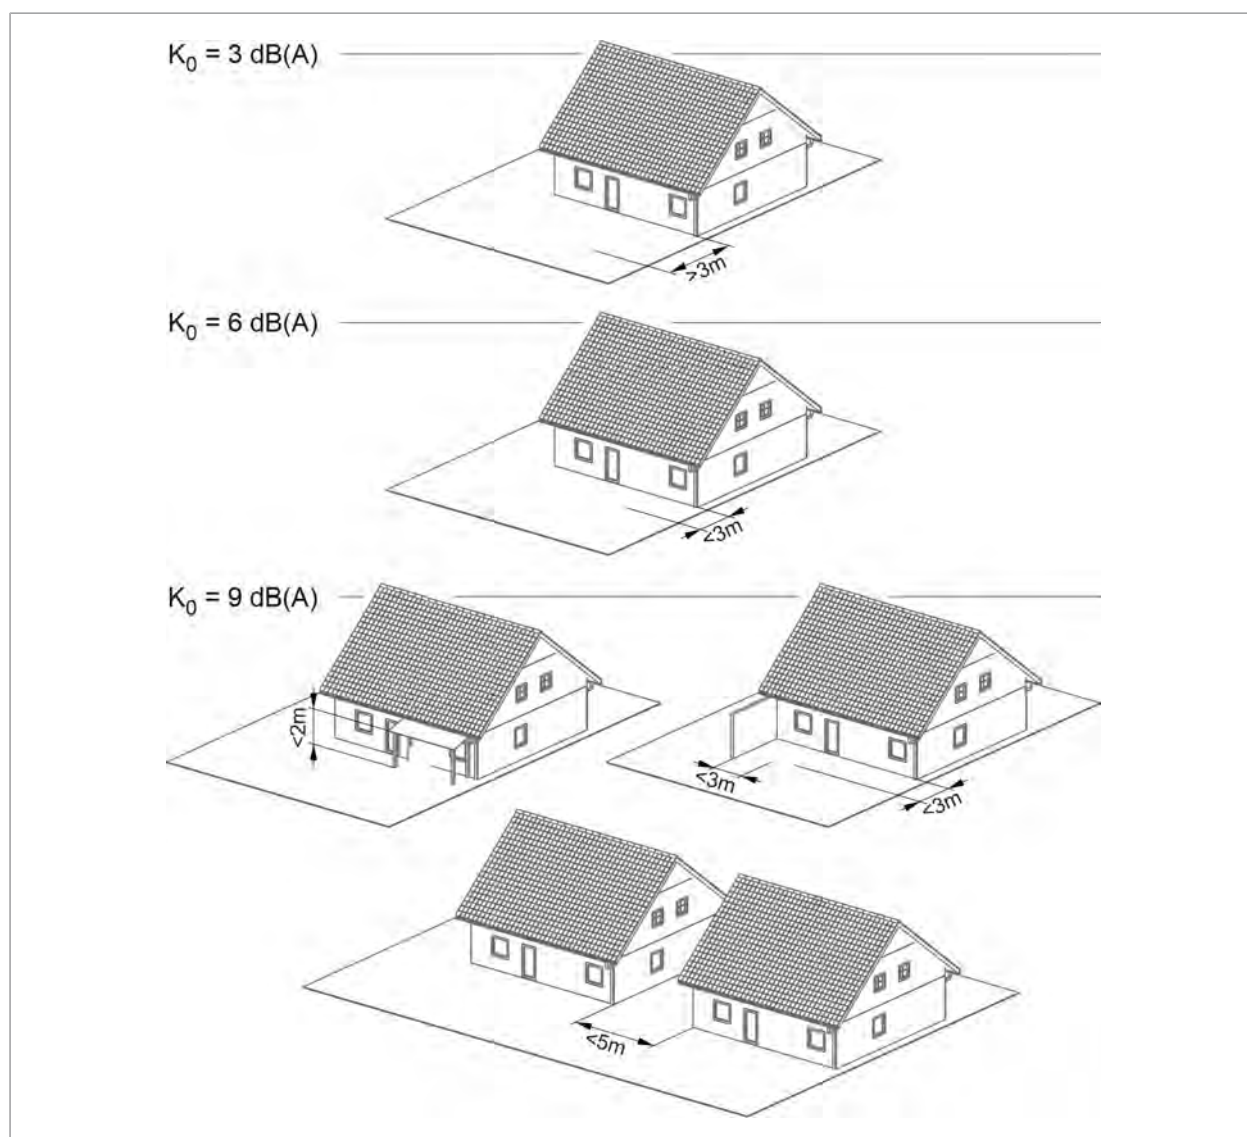 K₀ = 3 dB(A)
>3m
K₀ = 6 dB(A)
<3m
K₀ = 9 dB(A)
<2m
<3m
<3m
<5m